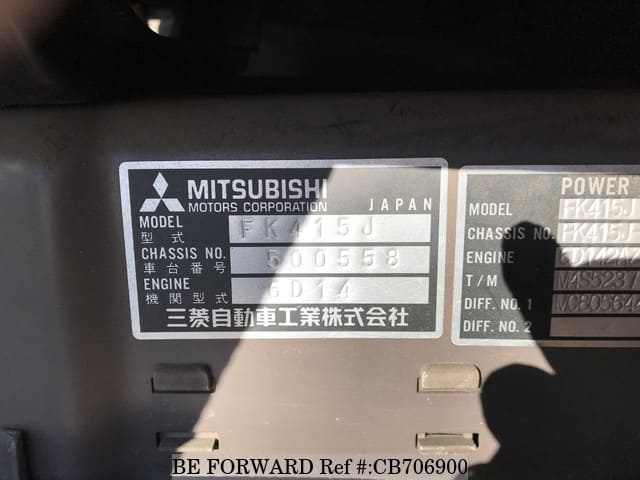 MITSUBISHI
MOTORS CORPORATION JAPAN
MODEL FK415J
型式
CHASSIS NO. 500558
車台番号
ENGINE 6D14
機関型式
三菱自動車工業株式会社
POWER
MODEL FK415J
CHASSIS NO. FK415J
ENGINE 6D142AZ
T/M M4S523
DIFF. NO. 1
DIFF. NO. 2
BE FORWARD Ref #:CB706900